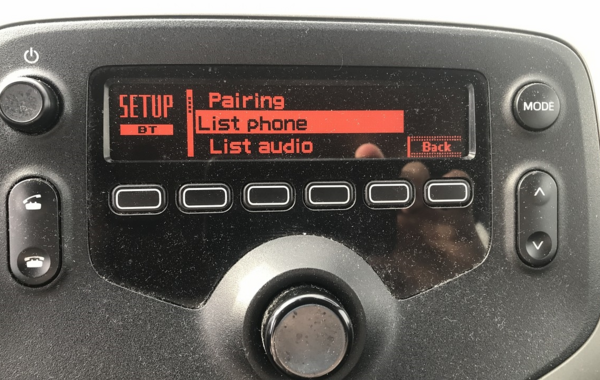 SETUP
BT
Pairing
List phone
List audio
Back
MODE